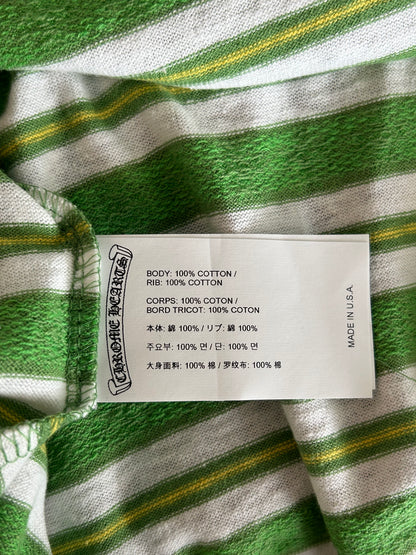 CHROME HEARTS
BODY: 100% COTTON /
RIB: 100% COTTON
CORPS: 100% COTON /
BORD TRICOT: 100% COTON
本体: 綿 100% / リブ: 綿 100%
주요부: 100% 면 / 단: 100% 면
大身面料: 100% 棉 / 罗纹布: 100% 棉
MADE IN U.S.A.